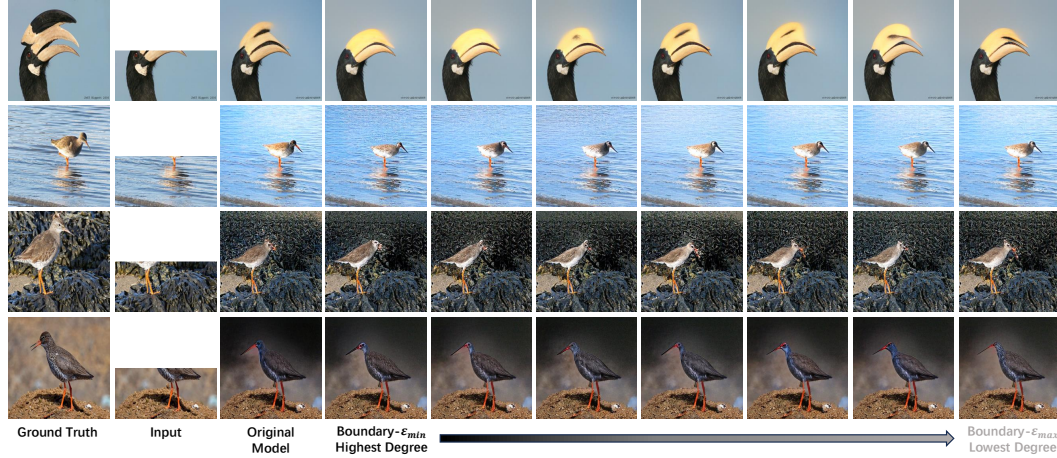 Ground Truth
Input
Original
Model
Boundary-ε_min
Highest Degree
Boundary-ε_max
Lowest Degree